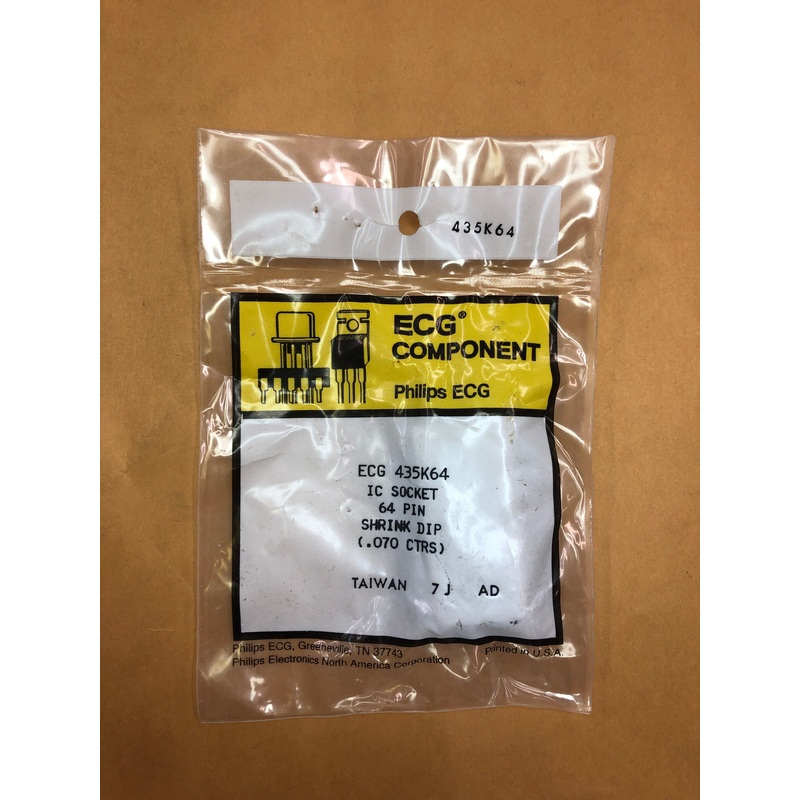 435K64
ECG®
COMPONENT
Philips ECG
ECG 435K64
IC SOCKET
64 PIN
SHRINK DIP
(.070 CTRS)
TAIWAN 7J AD
Philips ECG, Greeneville, TN 37743 Printed in U.S.A.
Philips Electronics North America Corporation